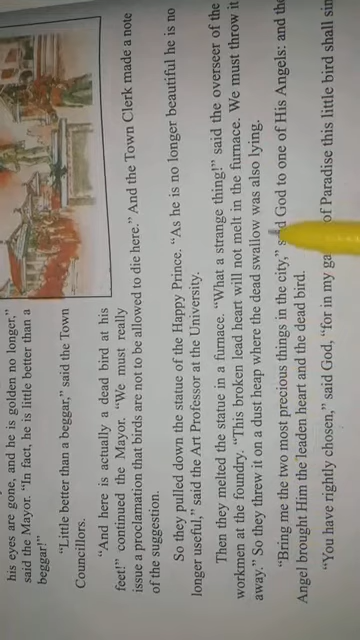 his eyes are gone, and he is golden no longer,"
said the Mayor. "In fact, he is little better than a
beggar!"
"Little better than a beggar," said the Town
Councillors.
"And here is actually a dead bird at his
feet!" continued the Mayor. "We must really
issue a proclamation that birds are not to be allowed to die here." And the Town Clerk made a note
of the suggestion.
So they pulled down the statue of the Happy Prince. "As he is no longer beautiful he is no
longer useful," said the Art Professor at the University.
Then they melted the statue in a furnace. "What a strange thing!" said the overseer of the
workmen at the foundry. "This broken lead heart will not melt in the furnace. We must throw it
away." So they threw it on a dust heap where the dead swallow was also lying.
"Bring me the two most precious things in the city," said God to one of His Angels: and the
Angel brought Him the leaden heart and the dead bird.
"You have rightly chosen," said God, "for in my of Paradise this little bird shall